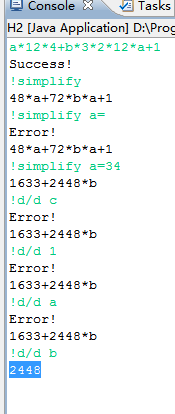 Console Tasks
H2 [Java Application] D:\Prog
a*12*4+b*3*2*12*a+1
Success!
!simplify
48*a+72*b*a+1
!simplify a=
Error!
48*a+72*b*a+1
!simplify a=34
1633+2448*b
!d/d c
Error!
1633+2448*b
!d/d 1
Error!
1633+2448*b
!d/d a
Error!
1633+2448*b
!d/d b
2448